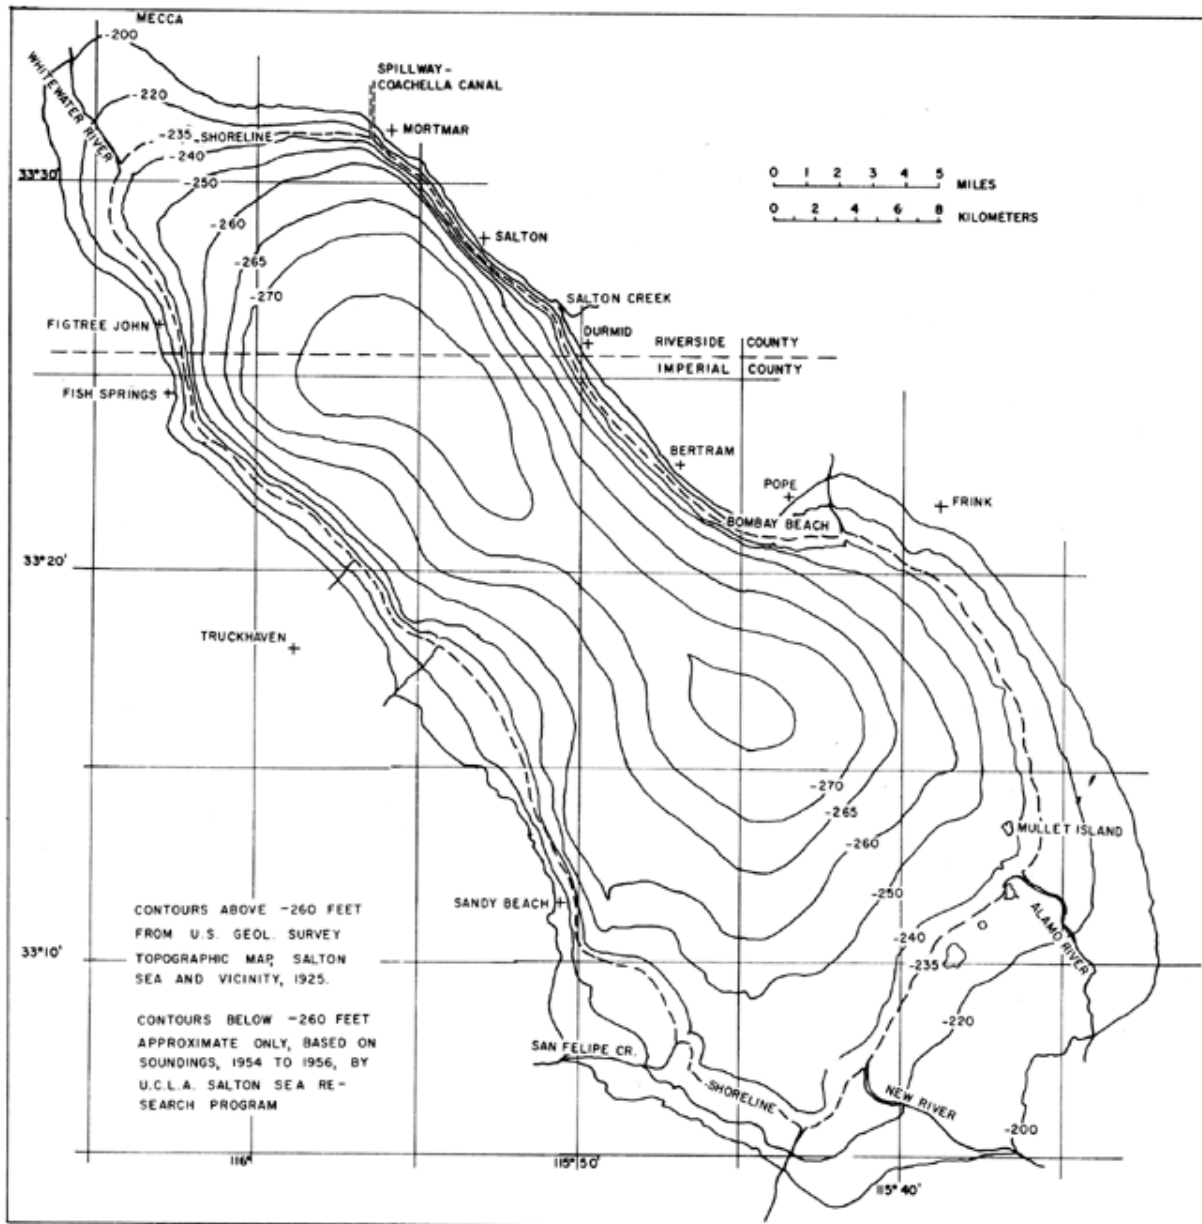 MECCA
-200
SPILLWAY-
COACHELLA CANAL
WHITEWATER RIVER
-220
MORTMAR
-235 SHORELINE
-240
33°30'
-250
0 1 2 3 4 5
MILES
0 2 4 6 8
KILOMETERS
-260
SALTON
-265
-270
SALTON CREEK
FIGTREE JOHN
DURMID
RIVERSIDE COUNTY
IMPERIAL COUNTY
FISH SPRINGS
BERTRAM
POPE
FRINK
BOMBAY BEACH
33°20'
TRUCKHAVEN
-270
-265
MULLET ISLAND
-260
-250
SANDY BEACH
ALAMO RIVER
-240
33°10'
-235
CONTOURS ABOVE -260 FEET
FROM U.S. GEOL. SURVEY
TOPOGRAPHIC MAP, SALTON
SEA AND VICINITY, 1925.
CONTOURS BELOW -260 FEET
APPROXIMATE ONLY, BASED ON
SOUNDINGS, 1954 TO 1956, BY
U.C.L.A. SALTON SEA RE-
SEARCH PROGRAM
-220
SAN FELIPE CR.
SHORELINE
NEW RIVER
-200
116°
115°50'
115°40'